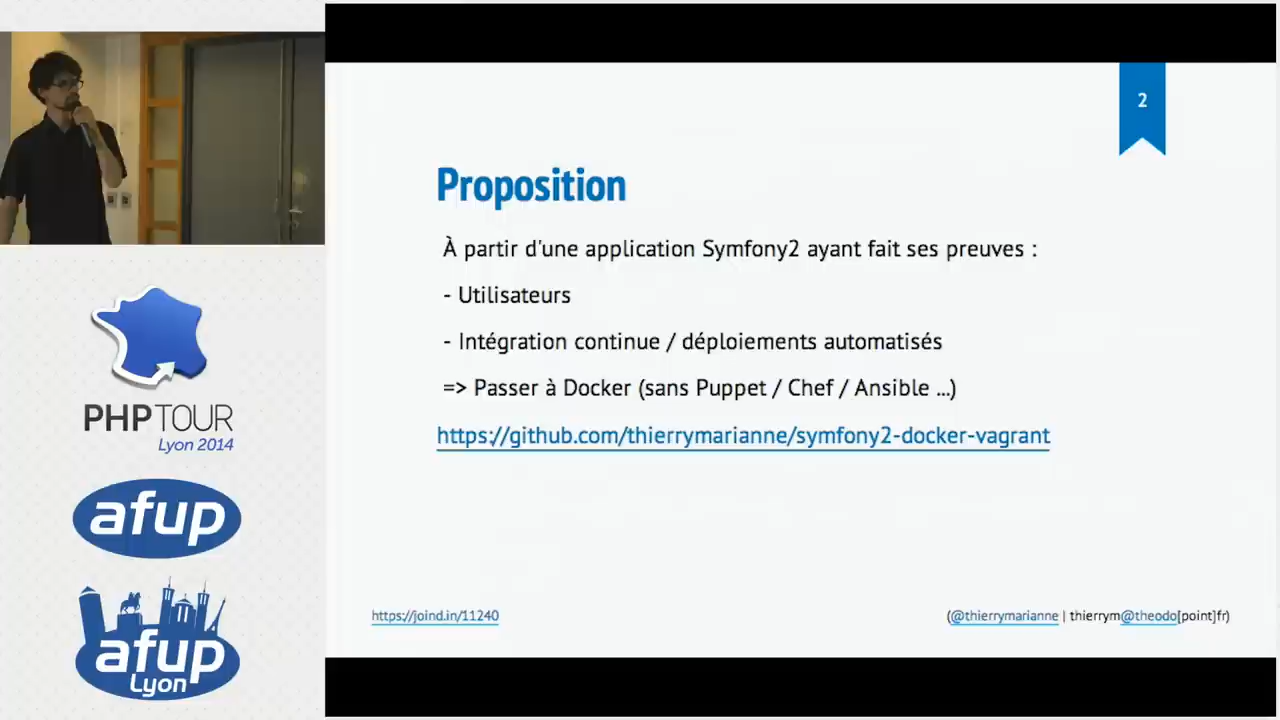 2
Proposition
À partir d'une application Symfony2 ayant fait ses preuves :
- Utilisateurs
- Intégration continue / déploiements automatisés
=> Passer à Docker (sans Puppet / Chef / Ansible ...)
https://github.com/thierrymarianne/symfony2-docker-vagrant
https://joind.in/11240
(@thierrymarianne | thierrym@theodo[point]fr)
PHPTOUR
Lyon 2014
afup
afup
Lyon